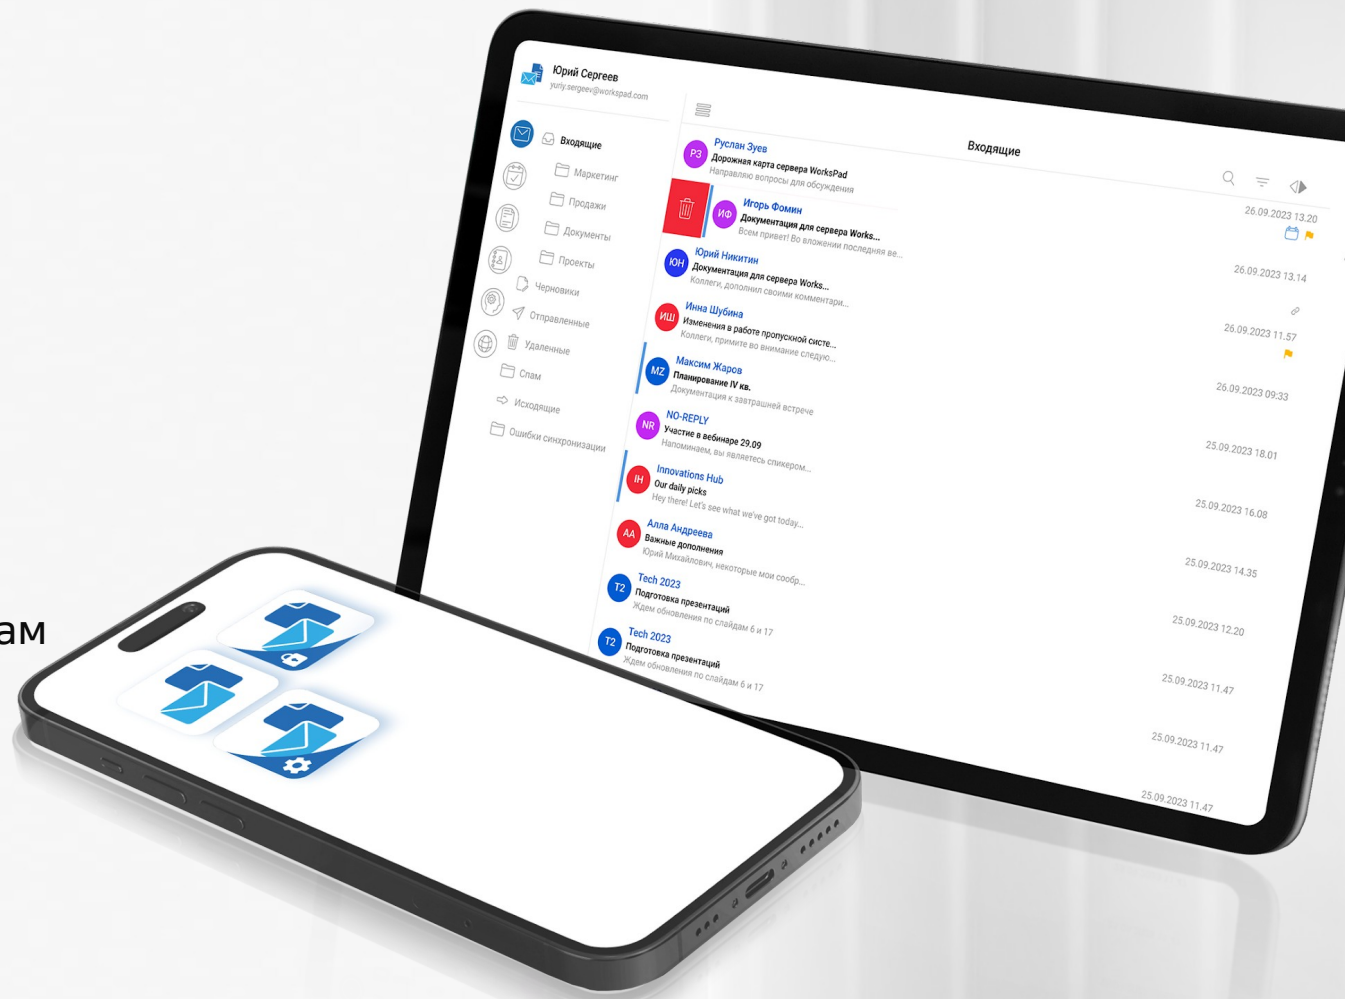 Юрий Сергеев
yuriy.sergeev@workspad.com
Входящие
Маркетинг
Продажи
Документы
Проекты
Черновики
Отправленные
Удаленные
Спам
Исходящие
Ошибки синхронизации
Входящие
РЗ
Руслан Зуев
Дорожная карта сервера WorksPad
Направляю вопросы для обсуждения
26.09.2023 13.20
ИФ
Игорь Фомин
Документация для сервера Works...
Всем привет! Во вложении последняя ве...
26.09.2023 13.14
ЮН
Юрий Никитин
Документация для сервера Works...
Коллеги, дополнил своими комментари...
26.09.2023 11.57
ИШ
Инна Шубина
Изменения в работе пропускной систе...
Коллеги, примите во внимание следую...
26.09.2023 09:33
MZ
Максим Жаров
Планирование IV кв.
Документация к завтрашней встрече
25.09.2023 18.01
NR
NO-REPLY
Участие в вебинаре 29.09
Напоминаем, вы являетесь спикером...
25.09.2023 16.08
IH
Innovations Hub
Our daily picks
Hey there! Let's see what we've got today...
25.09.2023 14.35
АА
Алла Андреева
Важные дополнения
Юрий Михайлович, некоторые мои сообр...
25.09.2023 12.20
T2
Tech 2023
Подготовка презентаций
Ждем обновления по слайдам 6 и 17
25.09.2023 11.47
T2
Tech 2023
Подготовка презентаций
Ждем обновления по слайдам 6 и 17
25.09.2023 11.47
25.09.2023 11.47
ам